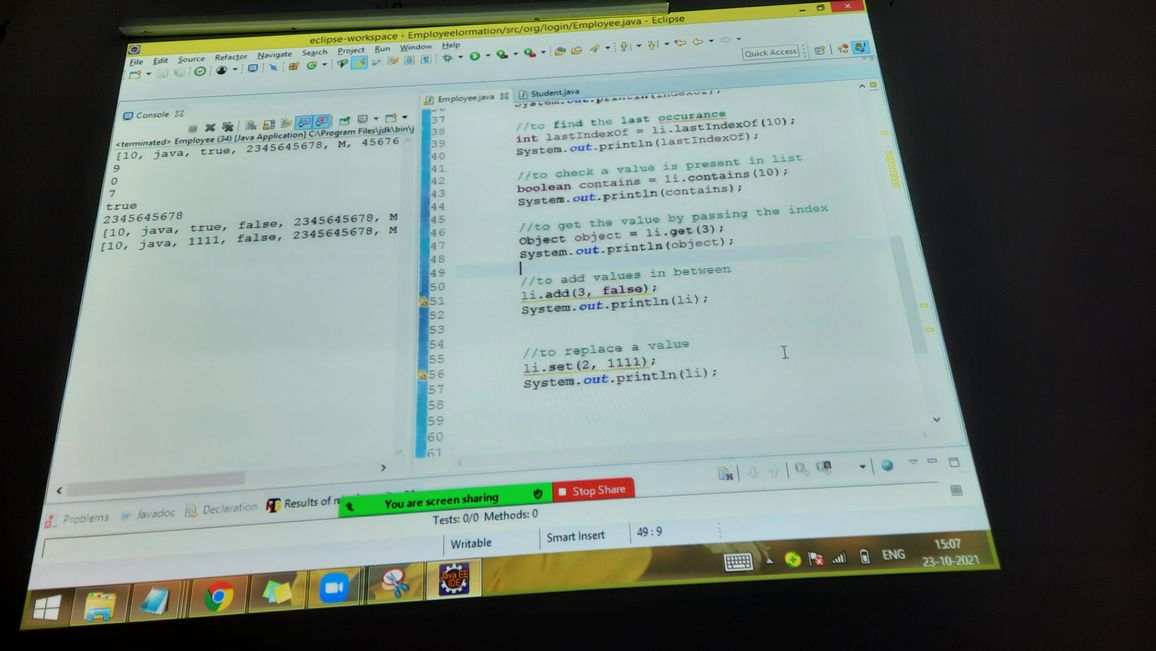 eclipse-workspace - Employeelormation/src/org/login/Employee.java - Eclipse
File Edit Source Refactor Navigate Search Project Run Window Help
Quick Access
Console
<terminated> Employee (34) [Java Application] C:\Program Files\jdk\bin\j
[10, java, true, 2345645678, M, 45676
9
0
7
true
2345645678
[10, java, true, false, 2345645678, M
[10, java, 1111, false, 2345645678, M
Employee.java Student.java
37
38 //to find the last occurance
39 int lastIndexOf = li.lastIndexOf(10);
40 System.out.println(lastIndexOf);
41
42 //to check a value is present in list
43 boolean contains = li.contains(10);
44 System.out.println(contains);
45
46 //to get the value by passing the index
47 Object object = li.get(3);
48 System.out.println(object);
49
50 //to add values in between
51 li.add(3, false);
52 System.out.println(li);
53
54
55 //to replace a value
56 li.set(2, 1111);
57 System.out.println(li);
58
59
60
61
Problems Javadoc Declaration Results of
You are screen sharing Stop Share
Tests: 0/0 Methods: 0
Writable Smart Insert 49 : 9
Java EE
IDE
ENG
15:07
23-10-2021